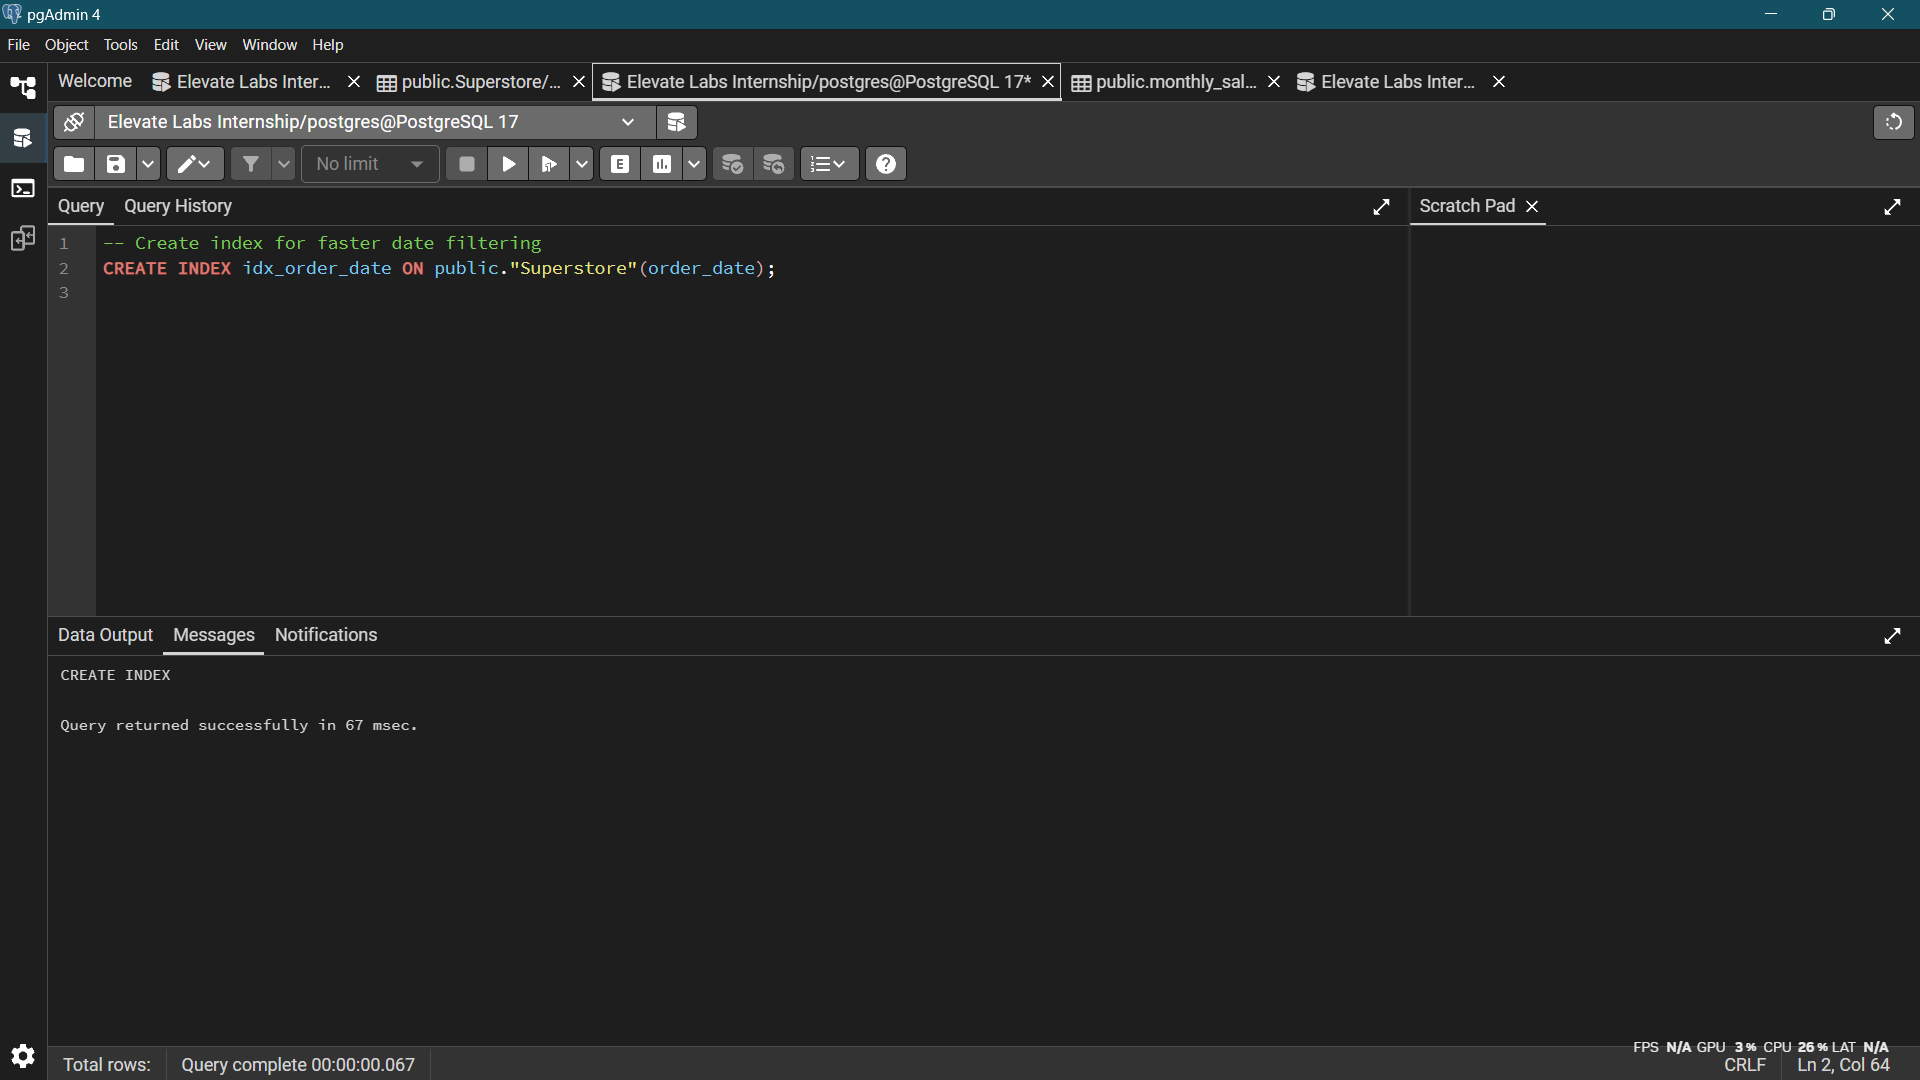 pgAdmin 4
File Object Tools Edit View Window Help
Welcome Elevate Labs Inter... public.Superstore/... Elevate Labs Internship/postgres@PostgreSQL 17* public.monthly_sal... Elevate Labs Inter...
Elevate Labs Internship/postgres@PostgreSQL 17
No limit E
Query Query History Scratch Pad
1 -- Create index for faster date filtering
2 CREATE INDEX idx_order_date ON public."Superstore"(order_date);
3
Data Output Messages Notifications
CREATE INDEX
Query returned successfully in 67 msec.
FPS N/A GPU 3% CPU 26% LAT N/A
Total rows: Query complete 00:00:00.067 CRLF Ln 2, Col 64